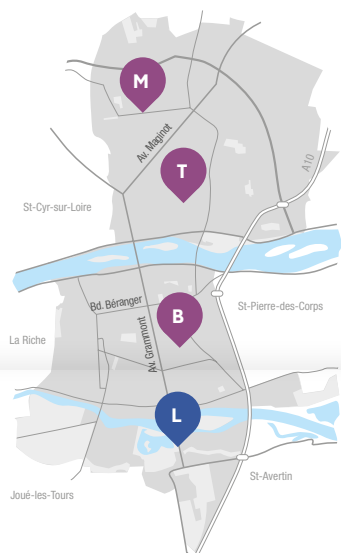 M
Av. Maginot
A 10
T
St-Cyr-sur-Loire
Bd. Béranger
St-Pierre-des-Corps
B
La Riche
Av. Grammont
L
St-Avertin
Joué-les-Tours